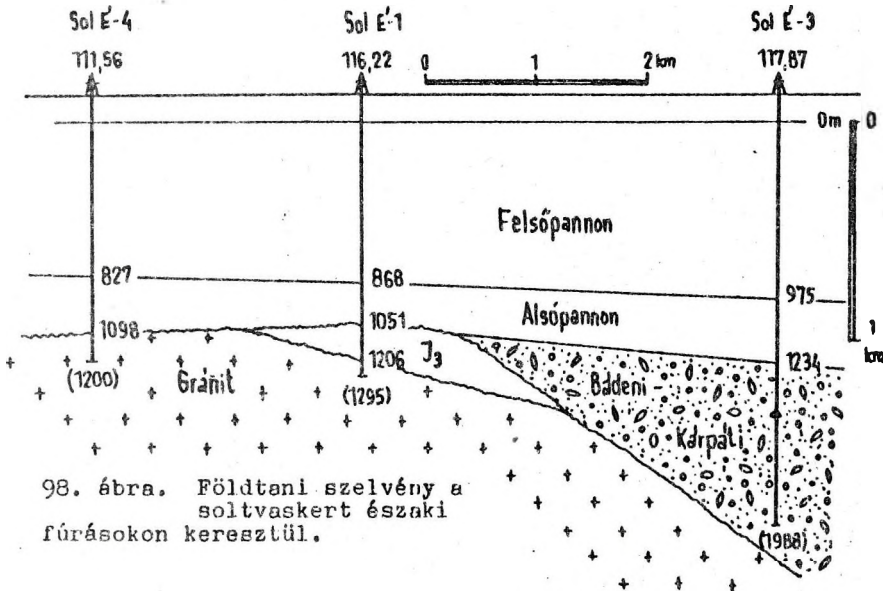 Sol É-4 Sol É-1 Sol É-3
111,56 116,22 0 1 2 km 117,87
0m 0
Felsőpannon
827 868 975
Alsópannon
1098 1051 1
km
1206 J₃ 1234
Gránit Bádeni-
(1200) (1295)
Kárpáti
98. ábra. Földtani szelvény a
soltvaskert északi
fúrásokon keresztül.
(1988)